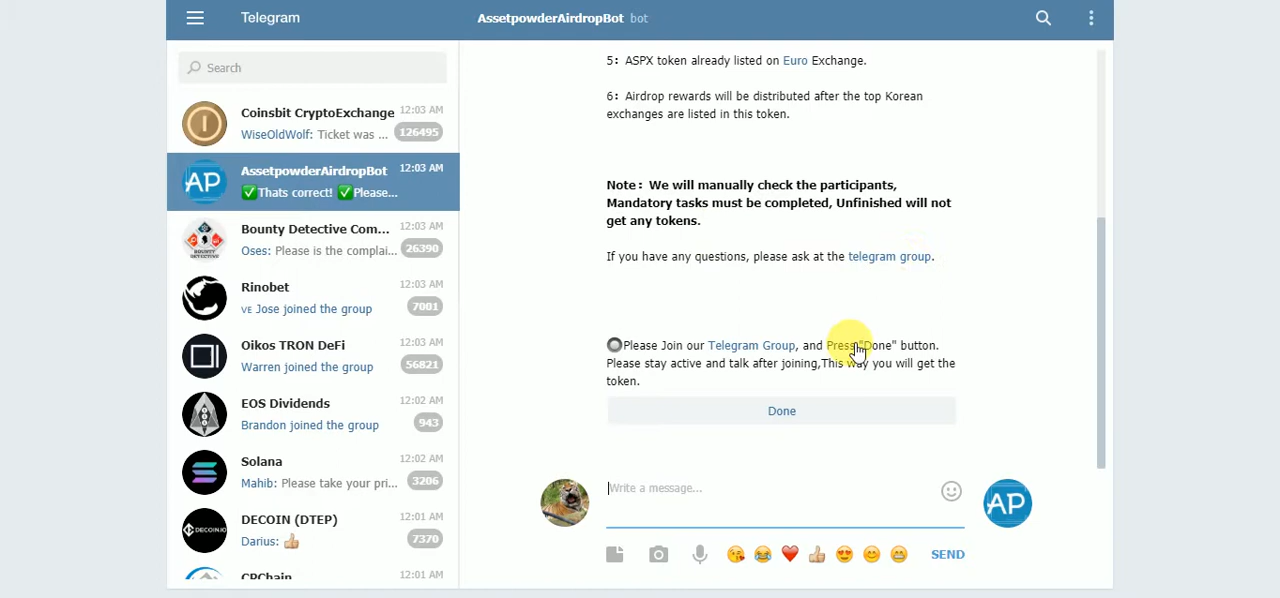 Telegram
AssetpowderAirdropBot bot
Search
Coinsbit CryptoExchange 12:03 AM
WiseOldWolf: Ticket was ... 126495
AP
AssetpowderAirdropBot 12:03 AM
✅Thats correct! ✅Please...
Bounty Detective Com... 12:03 AM
Oses: Please is the complai... 26390
Rinobet 12:03 AM
VE Jose joined the group 7001
Oikos TRON DeFi 12:03 AM
Warren joined the group 56821
EOS Dividends 12:02 AM
Brandon joined the group 943
Solana 12:02 AM
Mahib: Please take your pri... 3206
DECOIN.IO
DECOIN (DTEP) 12:01 AM
Darius: 👍🏼 7370
CPChain 12:01 AM
5: ASPX token already listed on Euro Exchange.
6: Airdrop rewards will be distributed after the top Korean
exchanges are listed in this token.
Note: We will manually check the participants,
Mandatory tasks must be completed, Unfinished will not
get any tokens.
If you have any questions, please ask at the telegram group.
🔘Please Join our Telegram Group, and Press "Done" button.
Please stay active and talk after joining,This way you will get the
token.
Done
Write a message...
AP
SEND